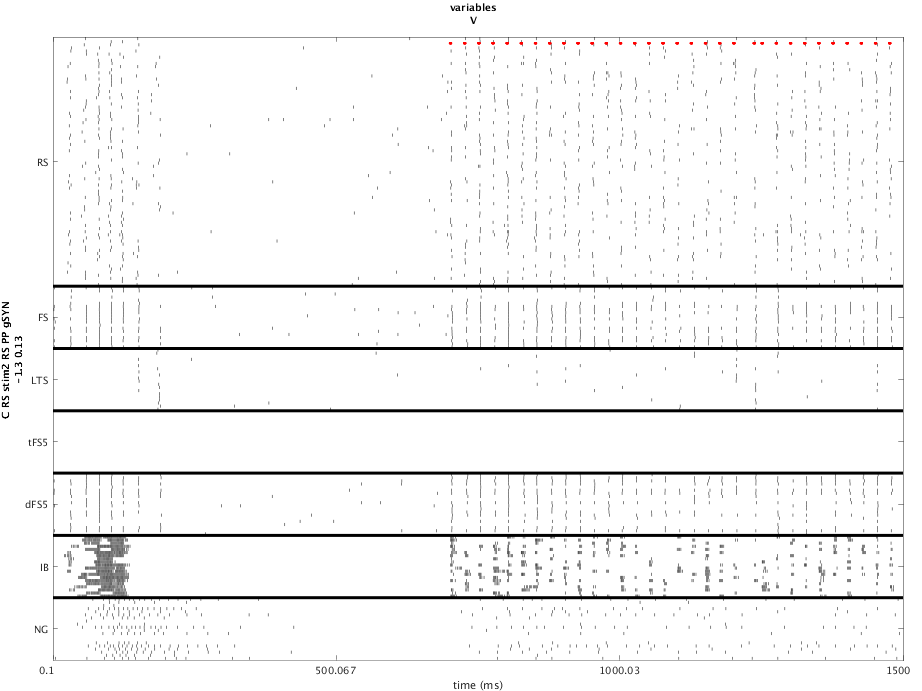 variables
V
RS
FS
LTS
tFS5
dFS5
IB
NG
C RS stim2 RS PP gSYN
-1.3 0.13
0.1
500.067
1000.03
1500
time (ms)